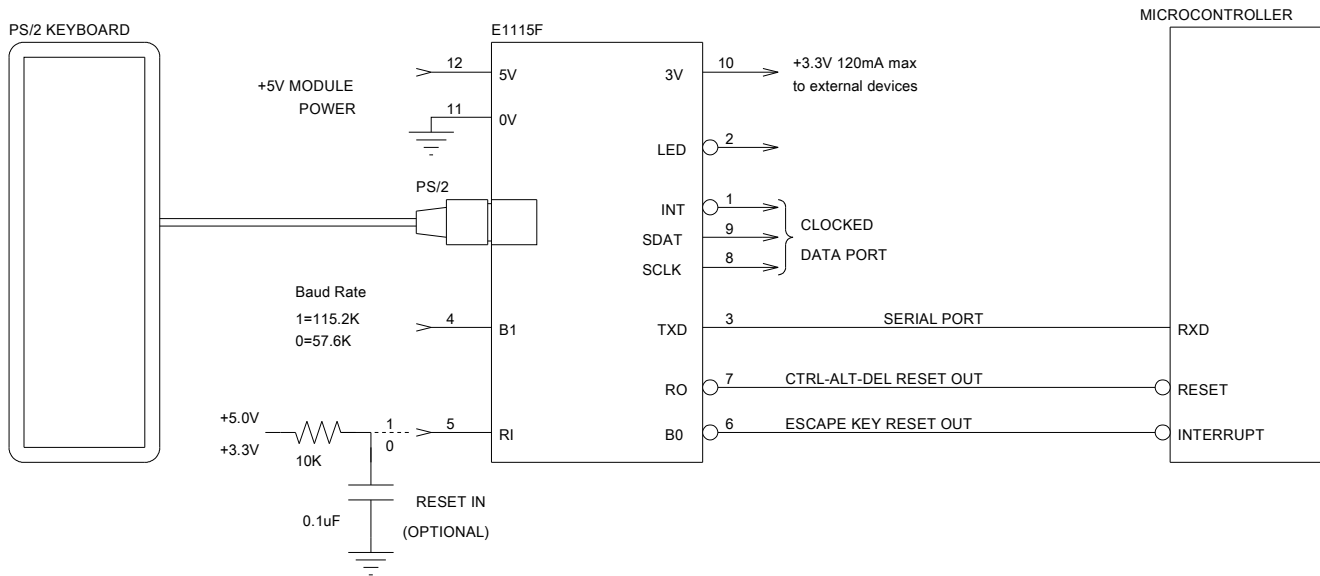 MICROCONTROLLER
PS/2 KEYBOARD
E1115F
+5V MODULE
POWER
12
5V
11
0V
3V
10
+3.3V 120mA max
to external devices
LED
2
PS/2
INT
1
SDAT
9
SCLK
8
CLOCKED
DATA PORT
Baud Rate
1=115.2K
0=57.6K
4
B1
TXD
3
SERIAL PORT
RXD
RO
7
CTRL-ALT-DEL RESET OUT
RESET
+5.0V
+3.3V
10K
1
0
5
RI
B0
6
ESCAPE KEY RESET OUT
INTERRUPT
0.1uF
RESET IN
(OPTIONAL)